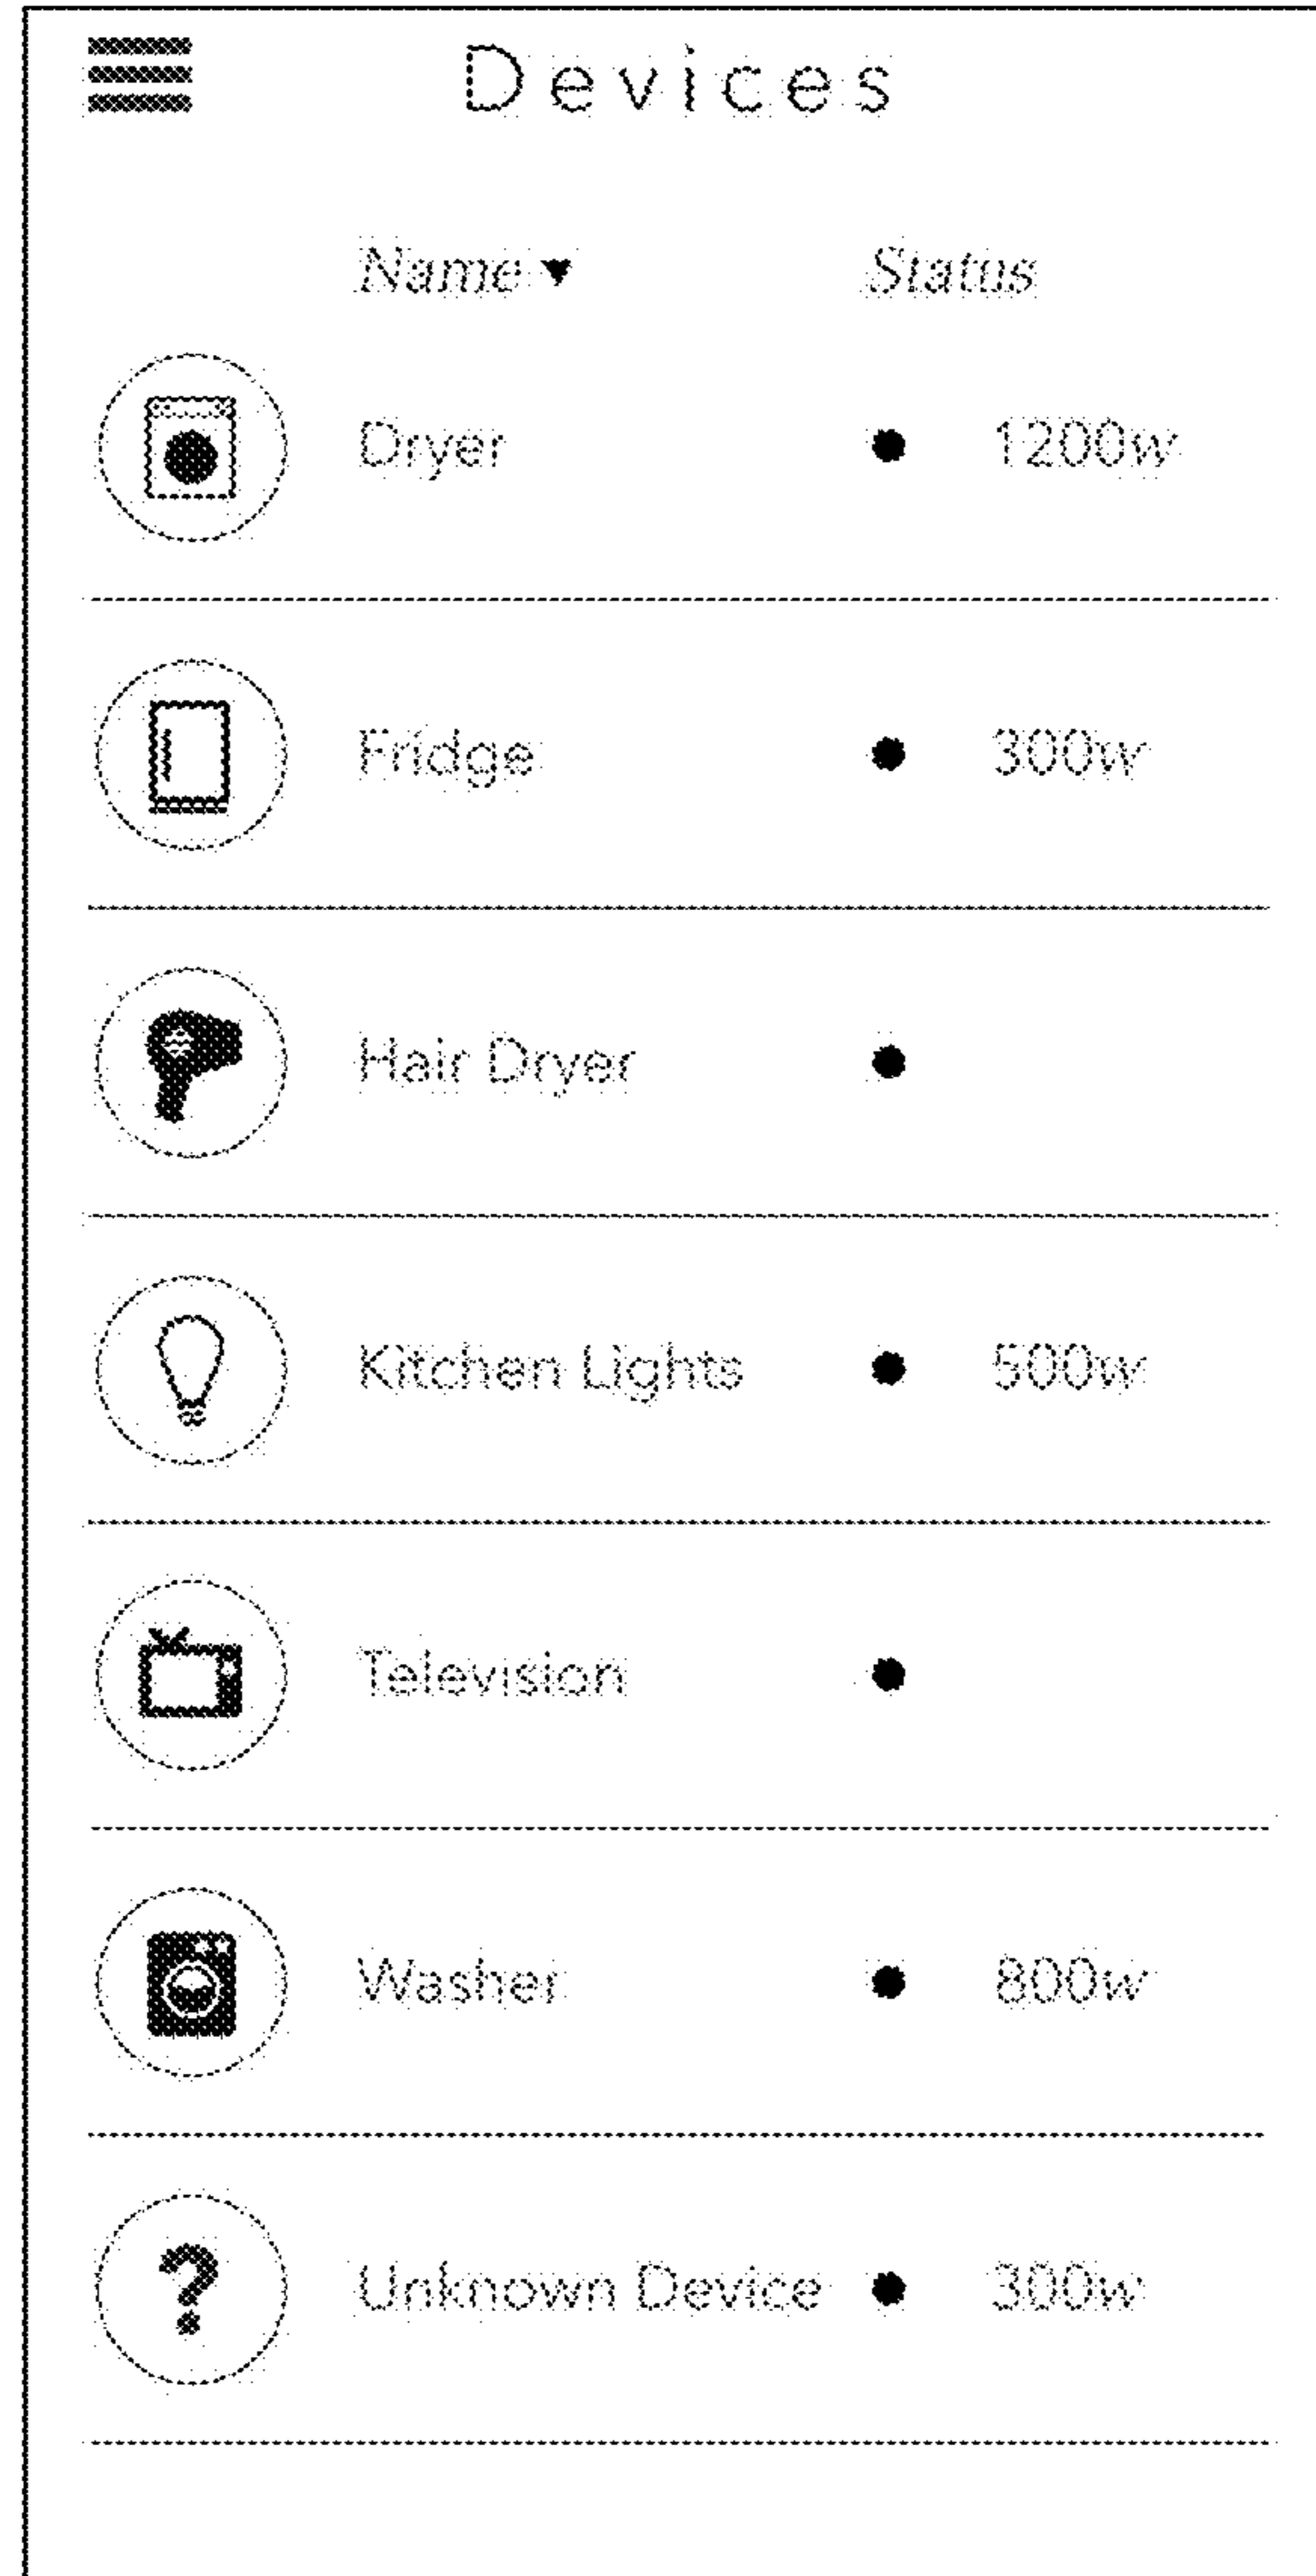 Devices
Name ▼ Status
Dryer ● 1200w
Fridge ● 300w
Hair Dryer ●
Kitchen Lights ● 500w
Television ●
Washer ● 800w
? Unknown Device ● 300w